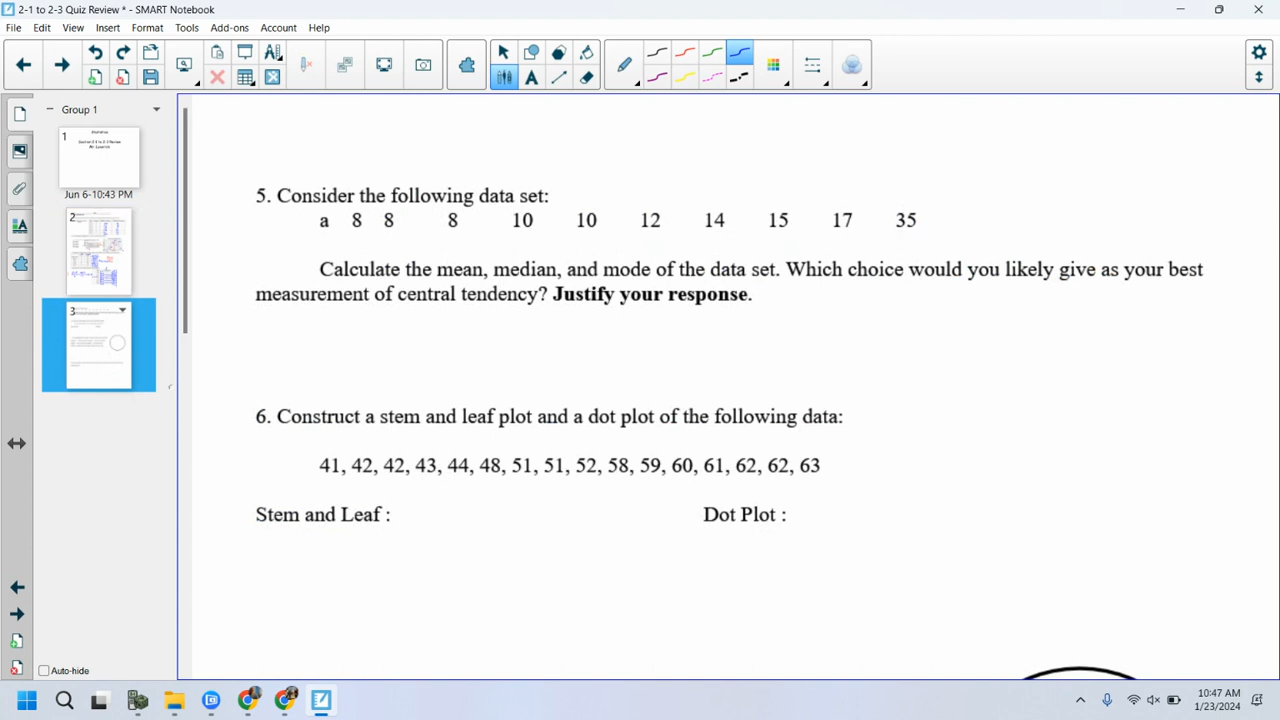 2-1 to 2-3 Quiz Review * - SMART Notebook
File Edit View Insert Format Tools Add-ons Account Help
Group 1
1
Jun 6-10:43 PM
2
3
5. Consider the following data set:
a 8 8 8 10 10 12 14 15 17 35
Calculate the mean, median, and mode of the data set. Which choice would you likely give as your best
measurement of central tendency? Justify your response.
6. Construct a stem and leaf plot and a dot plot of the following data:
41, 42, 42, 43, 44, 48, 51, 51, 52, 58, 59, 60, 61, 62, 62, 63
Stem and Leaf : Dot Plot :
Auto-hide
10:47 AM
1/23/2024